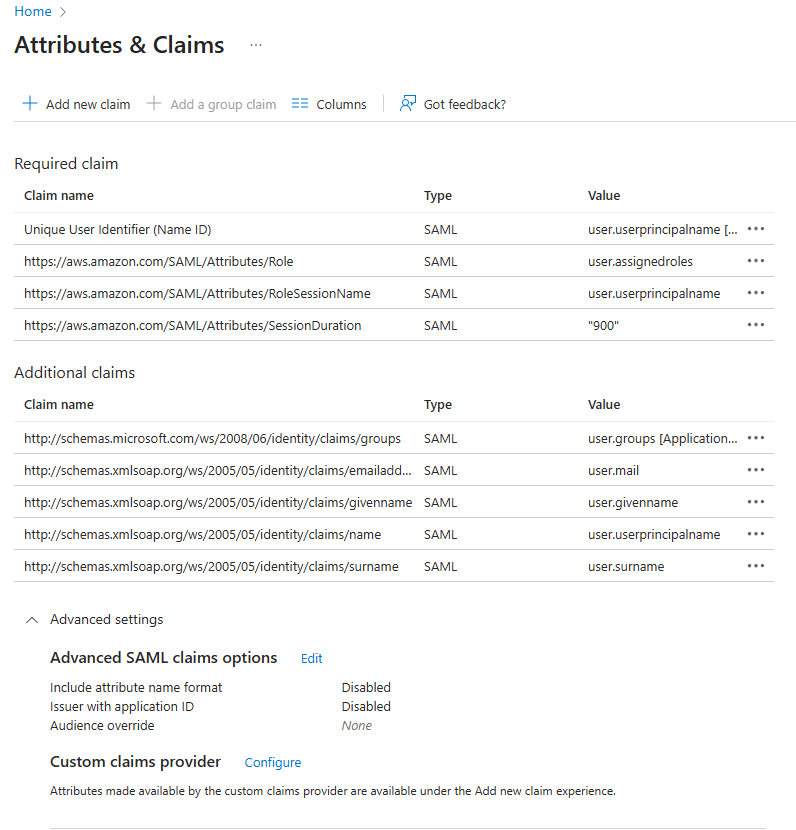 Home
Attributes & Claims ...
Add new claim Add a group claim Columns Got feedback?
Required claim
Claim name Type Value
Unique User Identifier (Name ID) SAML user.userprincipalname [...
https://aws.amazon.com/SAML/Attributes/Role SAML user.assignedroles
https://aws.amazon.com/SAML/Attributes/RoleSessionName SAML user.userprincipalname
https://aws.amazon.com/SAML/Attributes/SessionDuration SAML "900"
Additional claims
Claim name Type Value
http://schemas.microsoft.com/ws/2008/06/identity/claims/groups SAML user.groups [Application...
http://schemas.xmlsoap.org/ws/2005/05/identity/claims/emailadd... SAML user.mail
http://schemas.xmlsoap.org/ws/2005/05/identity/claims/givenname SAML user.givenname
http://schemas.xmlsoap.org/ws/2005/05/identity/claims/name SAML user.userprincipalname
http://schemas.xmlsoap.org/ws/2005/05/identity/claims/surname SAML user.surname
Advanced settings
Advanced SAML claims options Edit
Include attribute name format Disabled
Issuer with application ID Disabled
Audience override None
Custom claims provider Configure
Attributes made available by the custom claims provider are available under the Add new claim experience.